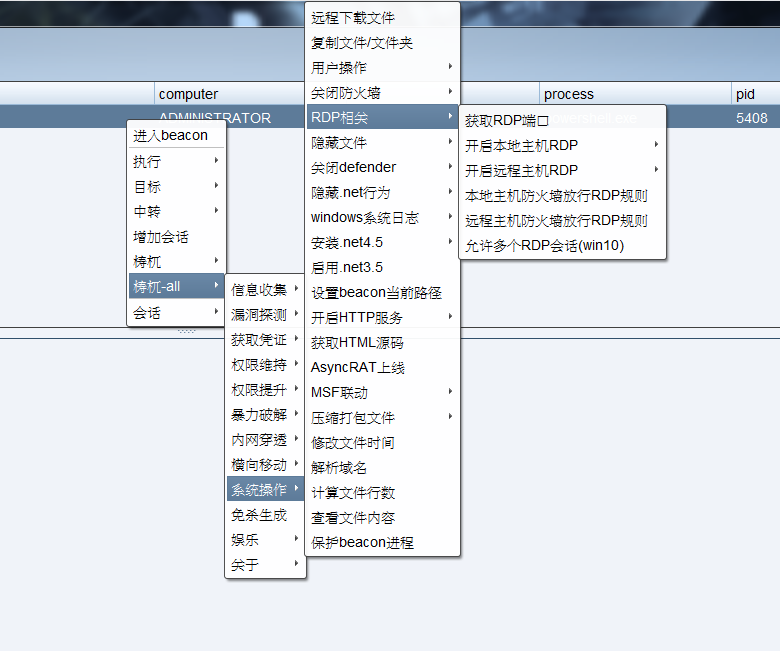 computer
process
pid
ADMINISTRATOR
5408
进入beacon
执行
目标
中转
增加会话
梼杌
梼杌-all
会话
信息收集
漏洞探测
获取凭证
权限维持
权限提升
暴力破解
内网穿透
横向移动
系统操作
免杀生成
娱乐
关于
远程下载文件
复制文件/文件夹
用户操作
关闭防火墙
RDP相关
隐藏文件
关闭defender
隐藏.net行为
windows系统日志
安装.net4.5
启用.net3.5
设置beacon当前路径
开启HTTP服务
获取HTML源码
AsyncRAT上线
MSF联动
压缩打包文件
修改文件时间
解析域名
计算文件行数
查看文件内容
保护beacon进程
获取RDP端口
开启本地主机RDP
开启远程主机RDP
本地主机防火墙放行RDP规则
远程主机防火墙放行RDP规则
允许多个RDP会话(win10)